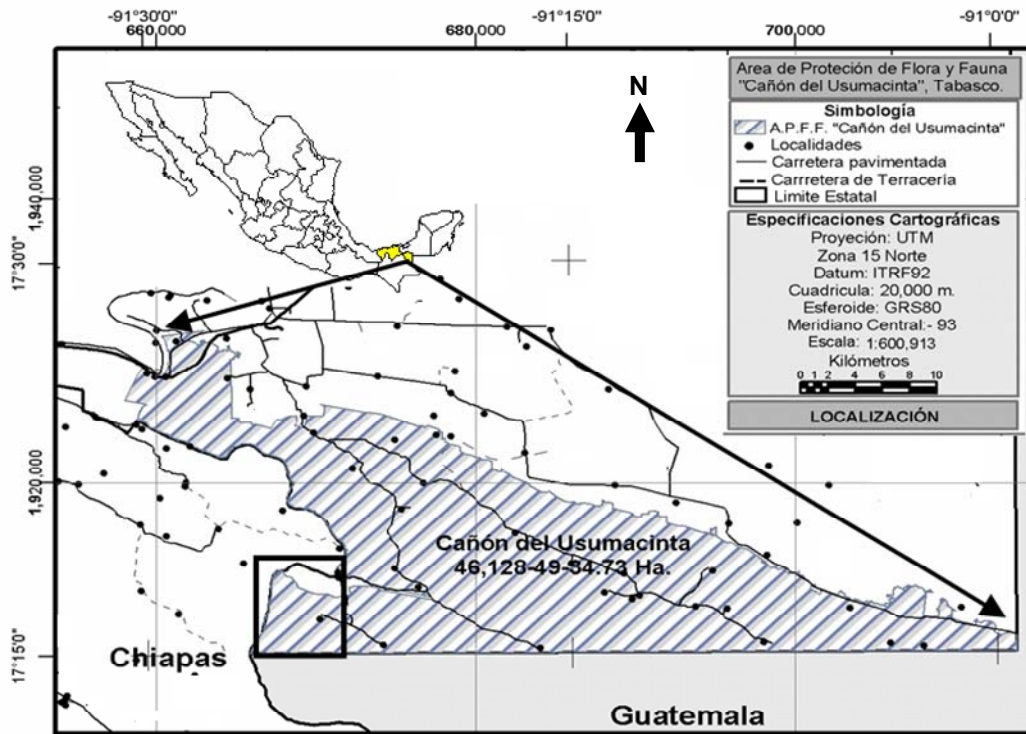 -91°30'0" -91°15'0" -91°0'0"
660,000 680,000 700,000
Area de Proteción de Flora y Fauna
"Cañón del Usumacinta", Tabasco.
Simbología
A.P.F.F. "Cañón del Usumacinta"
Localidades
Carretera pavimentada
Carrretera de Terracería
Limite Estatal
Especificaciones Cartográficas
Proyeción: UTM
Zona 15 Norte
Datum: ITRF92
Cuadricula: 20,000 m.
Esferoide: GRS80
Meridiano Central:- 93
Escala: 1:600,913
Kilómetros
0 1 2 4 6 8 10
LOCALIZACIÓN
N
1,940,000
17°30'0"
1,920,000
17°15'0"
Cañón del Usumacinta
46,128-49-34.73 Ha.
Chiapas
Guatemala